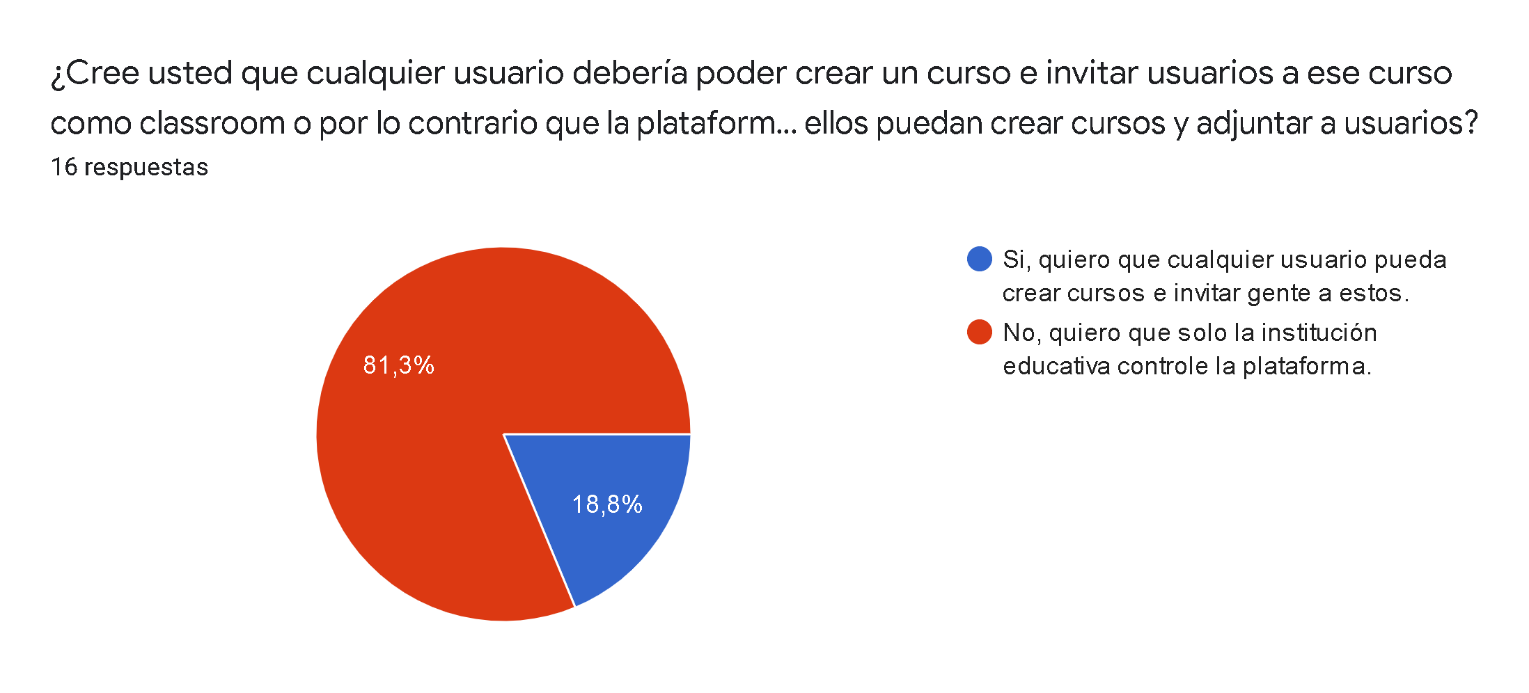 ¿Cree usted que cualquier usuario debería poder crear un curso e invitar usuarios a ese curso
como classroom o por lo contrario que la plataform... ellos puedan crear cursos y adjuntar a usuarios?
16 respuestas
Si, quiero que cualquier usuario pueda
crear cursos e invitar gente a estos.
No, quiero que solo la institución
educativa controle la plataforma.
81,3%
18,8%